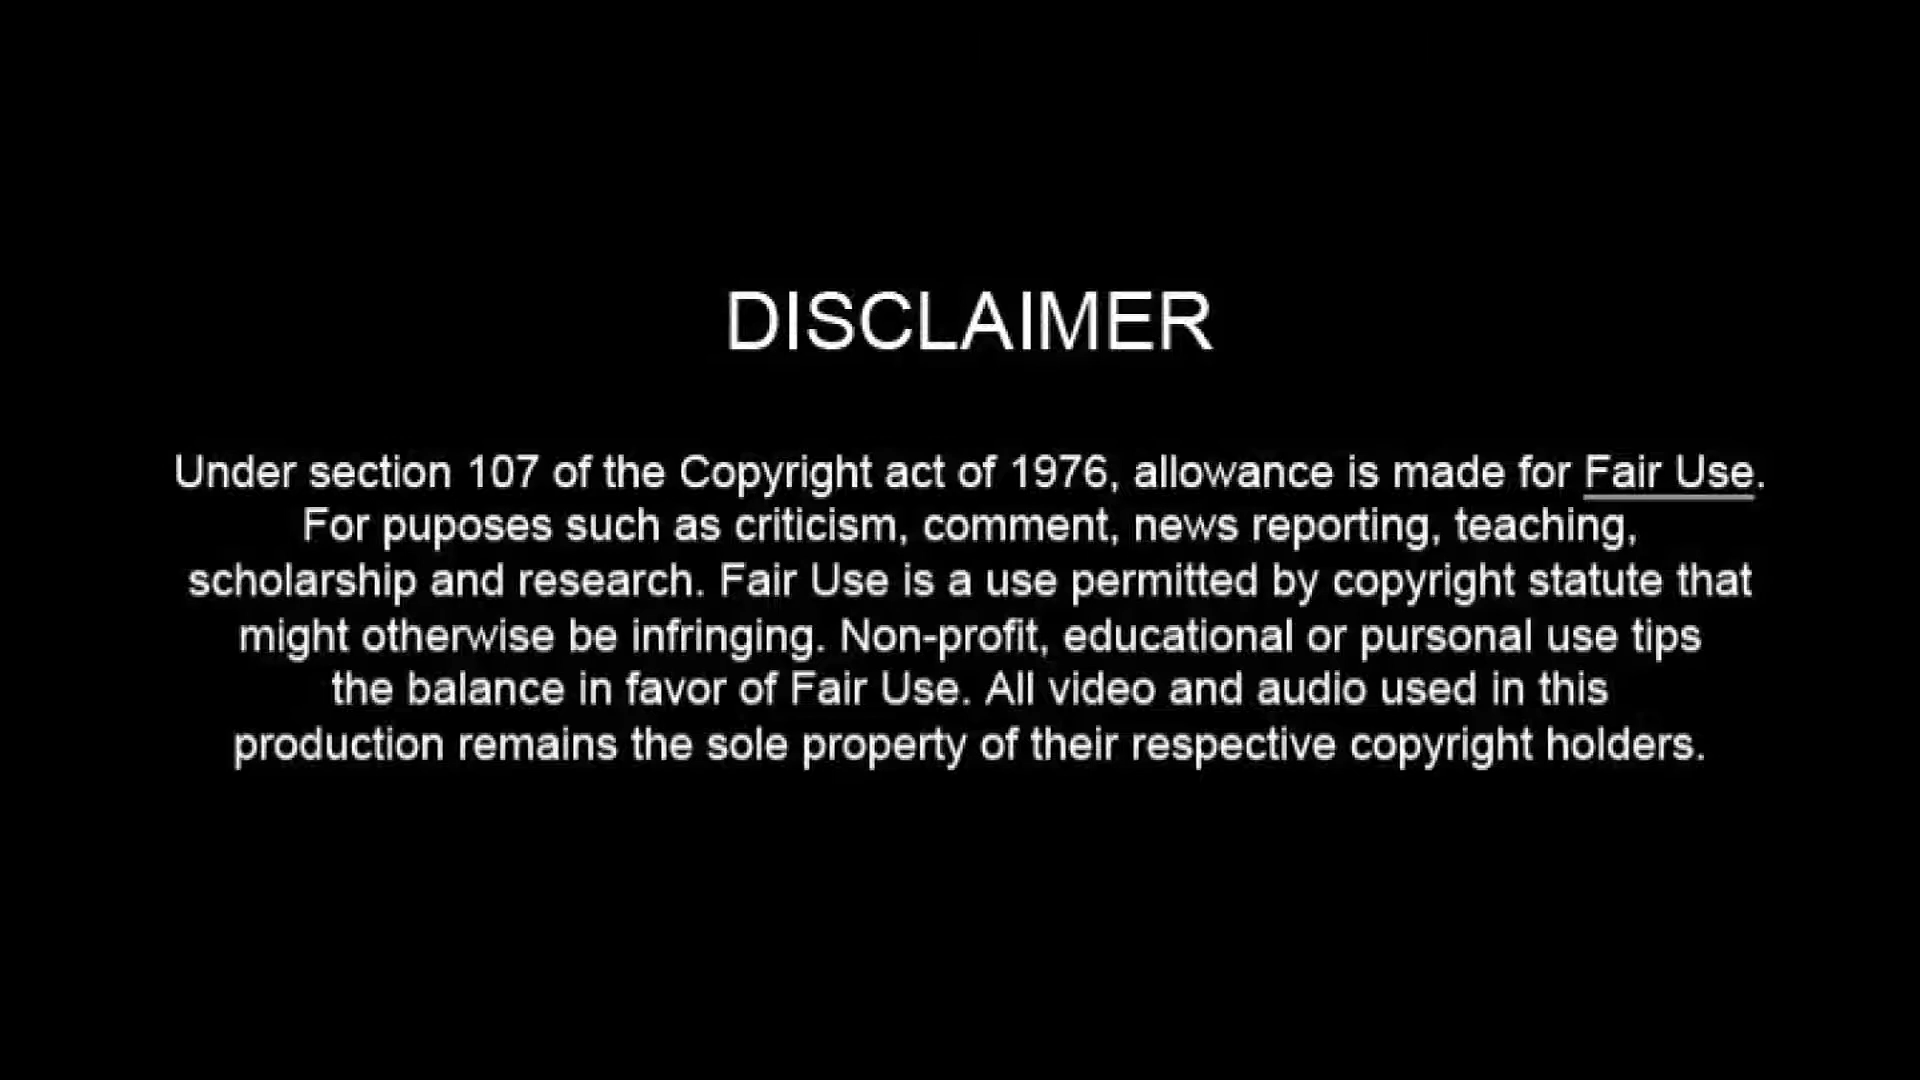 DISCLAIMER
Under section 107 of the Copyright act of 1976, allowance is made for Fair Use.
For puposes such as criticism, comment, news reporting, teaching,
scholarship and research. Fair Use is a use permitted by copyright statute that
might otherwise be infringing. Non-profit, educational or pursonal use tips
the balance in favor of Fair Use. All video and audio used in this
production remains the sole property of their respective copyright holders.